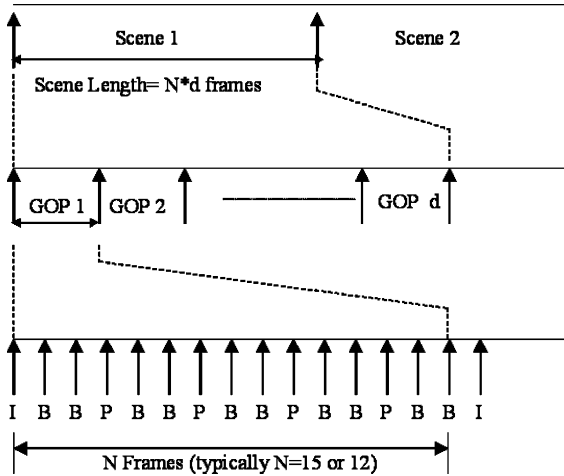 Scene 1 Scene 2
Scene Length= N*d frames
GOP 1 GOP 2 GOP d
I B B P B B P B B P B B P B B I
N Frames (typically N=15 or 12)